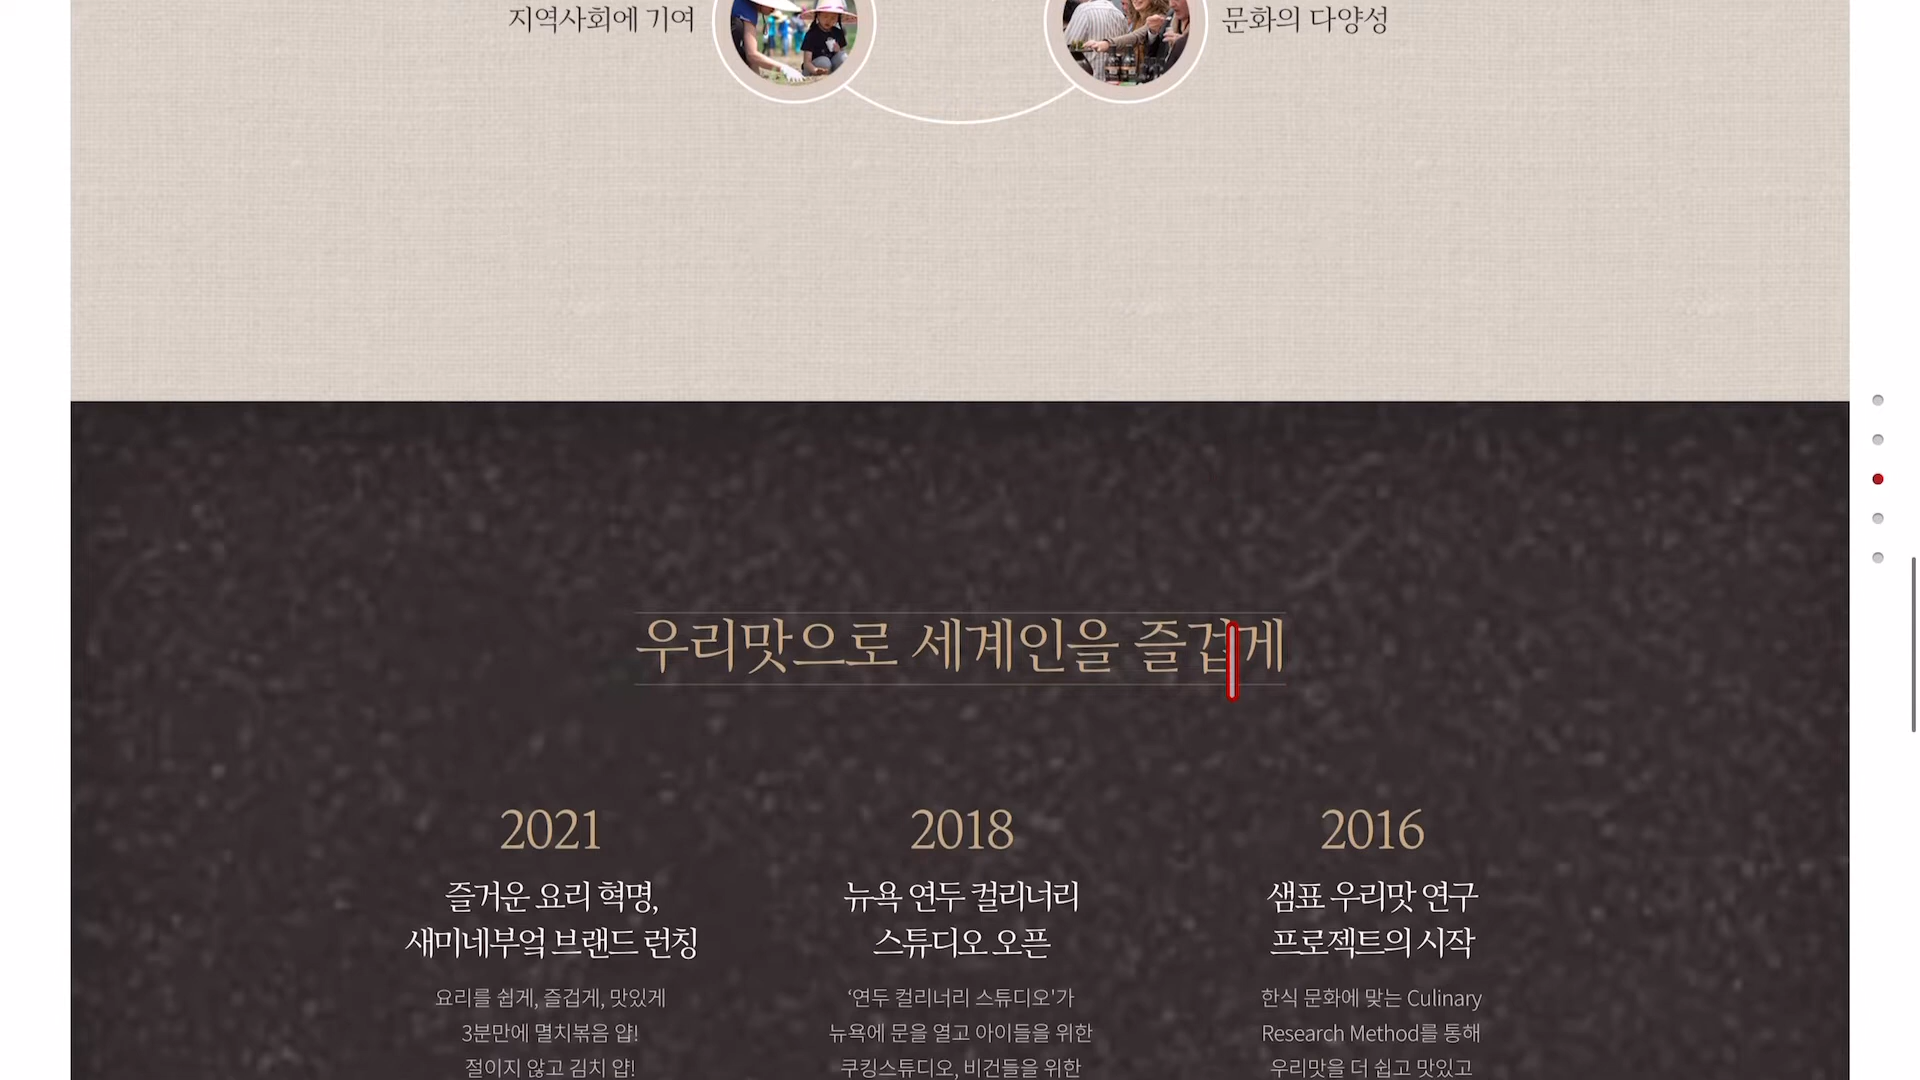 지역사회에 기여
문화의 다양성
우리맛으로 세계인을 즐겁게
2021
즐거운 요리 혁명,
새미네부엌 브랜드 런칭
요리를 쉽게, 즐겁게, 맛있게
3분만에 멸치볶음 얍!
절이지 않고 김치 얍!
2018
뉴욕 연두 컬리너리
스튜디오 오픈
‘연두 컬리너리 스튜디오'가
뉴욕에 문을 열고 아이들을 위한
쿠킹스튜디오, 비건들을 위한
2016
샘표 우리맛 연구
프로젝트의 시작
한식 문화에 맞는 Culinary
Research Method를 통해
우리맛을 더 쉽고 맛있고